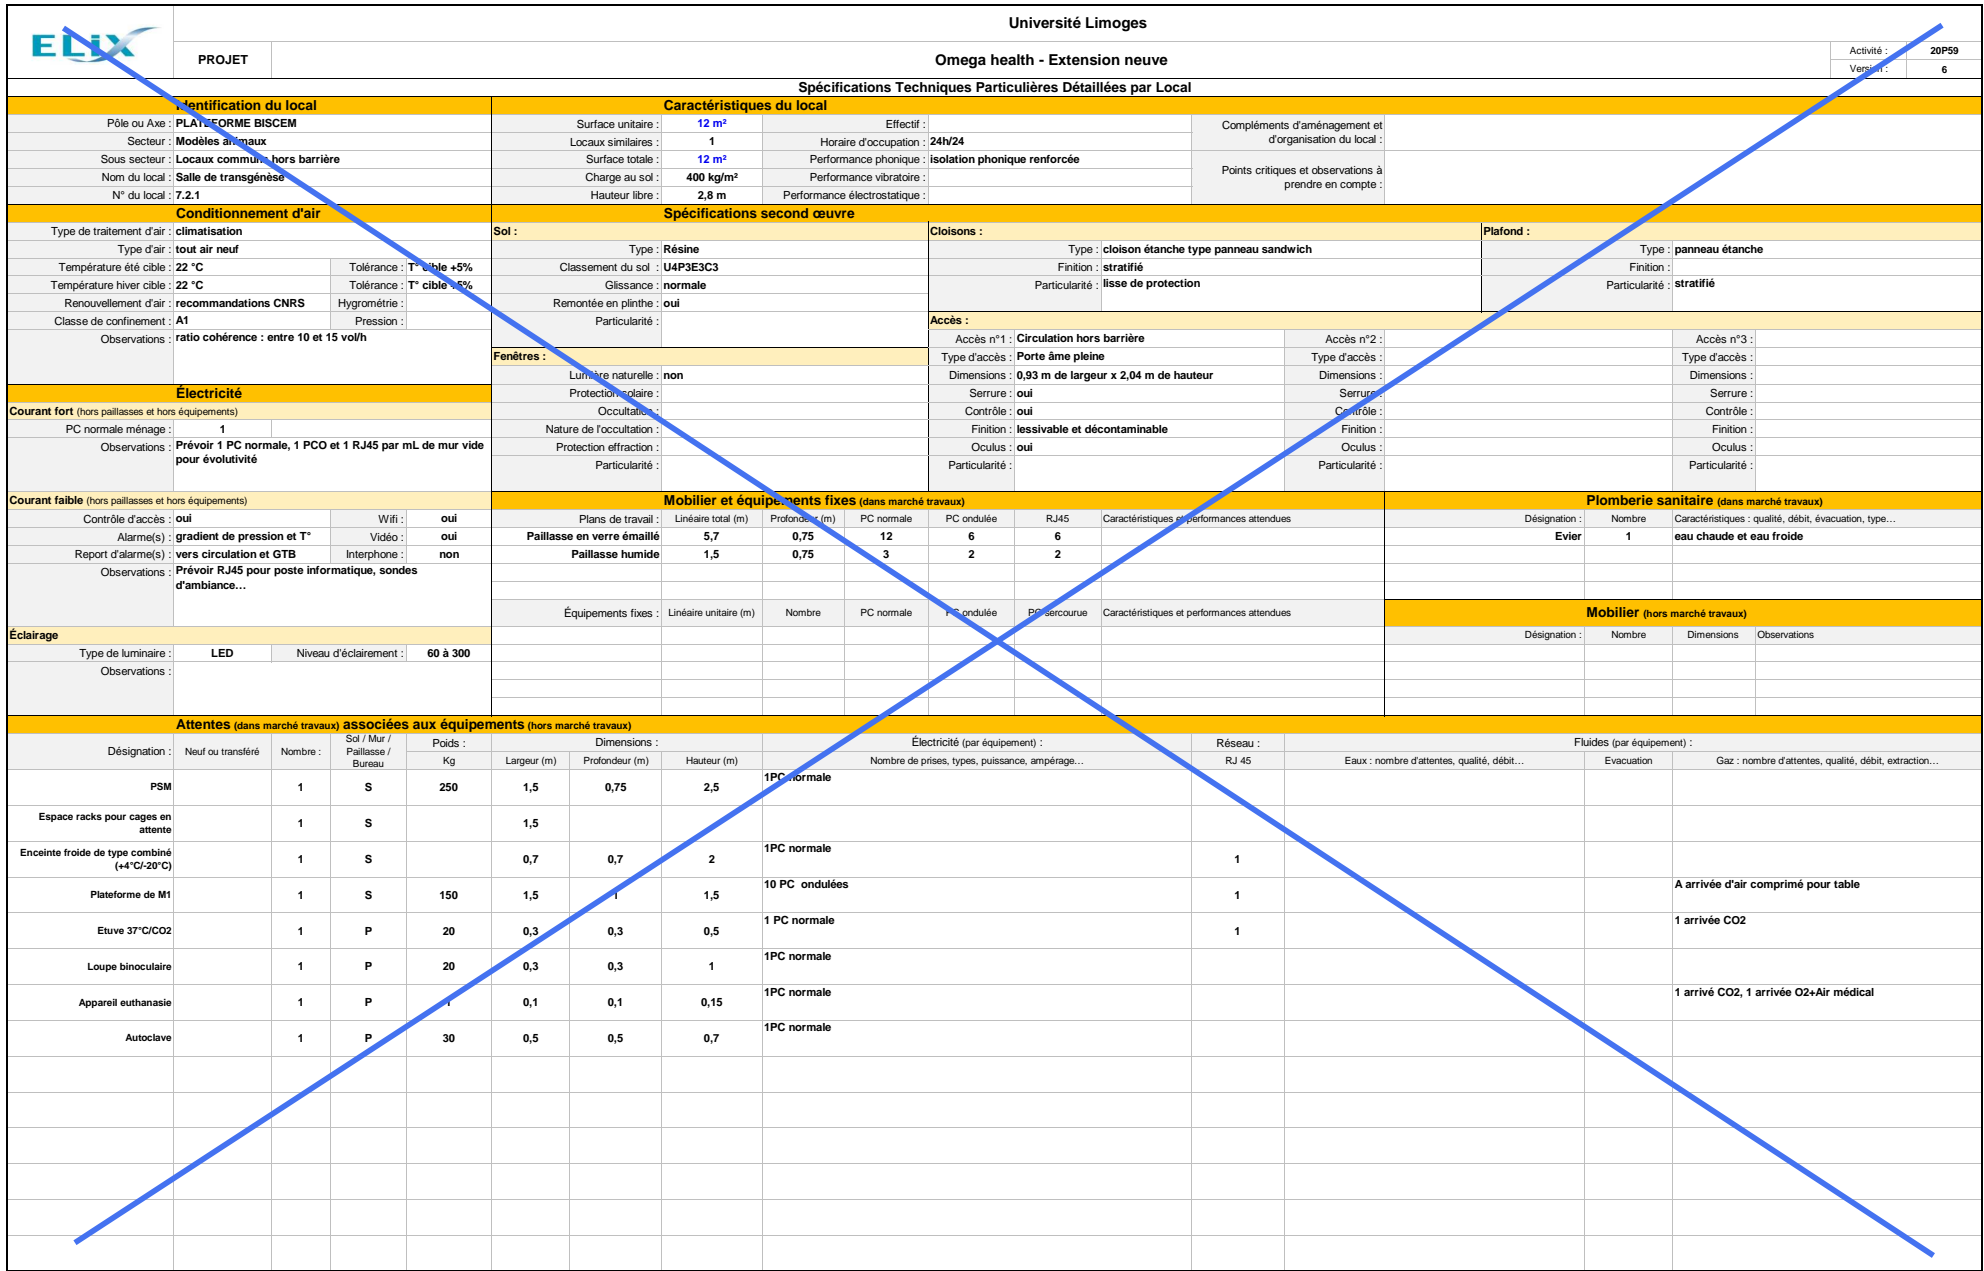 ELiX
Université Limoges
PROJET Omega health - Extension neuve
Activité : 20P59
Version : 6
Spécifications Techniques Particulières Détaillées par Local
Identification du local
Pôle ou Axe : PLATEFORME BISCEM
Secteur : Modèles animaux
Sous secteur : Locaux communs hors barrière
Nom du local : Salle de transgénèse
N° du local : 7.2.1
Caractéristiques du local
Surface unitaire : 12 m²
Locaux similaires : 1
Surface totale : 12 m²
Charge au sol : 400 kg/m²
Hauteur libre : 2,8 m
Effectif :
Horaire d'occupation : 24h/24
Performance phonique : isolation phonique renforcée
Performance vibratoire :
Performance électrostatique :
Compléments d'aménagement et
d'organisation du local :
Points critiques et observations à
prendre en compte :
Conditionnement d'air
Type de traitement d'air : climatisation
Type d'air : tout air neuf
Température été cible : 22 °C Tolérance : T° cible +5%
Température hiver cible : 22 °C Tolérance : T° cible +5%
Renouvellement d'air : recommandations CNRS Hygrométrie :
Classe de confinement : A1 Pression :
Observations : ratio cohérence : entre 10 et 15 vol/h
Électricité
Courant fort (hors paillasses et hors équipements)
PC normale ménage : 1
Observations : Prévoir 1 PC normale, 1 PCO et 1 RJ45 par mL de mur vide
pour évolutivité
Courant faible (hors paillasses et hors équipements)
Contrôle d'accès : oui Wifi : oui
Alarme(s) : gradient de pression et T° Vidéo : oui
Report d'alarme(s) : vers circulation et GTB Interphone : non
Observations : Prévoir RJ45 pour poste informatique, sondes
d'ambiance…
Éclairage
Type de luminaire : LED Niveau d'éclairement : 60 à 300
Observations :
Spécifications second œuvre
Sol :
Type : Résine
Classement du sol : U4P3E3C3
Glissance : normale
Remontée en plinthe : oui
Particularité :
Fenêtres :
Lumière naturelle : non
Protection solaire :
Occultation :
Nature de l'occultation :
Protection effraction :
Particularité :
Cloisons :
Type : cloison étanche type panneau sandwich
Finition : stratifié
Particularité : lisse de protection
Plafond :
Type : panneau étanche
Finition :
Particularité : stratifié
Accès :
Accès n°1 : Circulation hors barrière Accès n°2 : Accès n°3 :
Type d'accès : Porte âme pleine Type d'accès : Type d'accès :
Dimensions : 0,93 m de largeur x 2,04 m de hauteur Dimensions : Dimensions :
Serrure : oui Serrure : Serrure :
Contrôle : oui Contrôle : Contrôle :
Finition : lessivable et décontaminable Finition : Finition :
Oculus : oui Oculus : Oculus :
Particularité : Particularité : Particularité :
Mobilier et équipements fixes (dans marché travaux)
Plans de travail : Linéaire total (m) Profondeur (m) PC normale PC ondulée RJ45 Caractéristiques et performances attendues
Paillasse en verre émaillé 5,7 0,75 12 6 6
Paillasse humide 1,5 0,75 3 2 2
Équipements fixes : Linéaire unitaire (m) Nombre PC normale PC ondulée PC sercourue Caractéristiques et performances attendues
Plomberie sanitaire (dans marché travaux)
Désignation : Nombre Caractéristiques : qualité, débit, évacuation, type…
Evier 1 eau chaude et eau froide
Mobilier (hors marché travaux)
Désignation : Nombre Dimensions Observations
Attentes (dans marché travaux) associées aux équipements (hors marché travaux)
Désignation : Neuf ou transféré Nombre : Sol / Mur /
Paillasse /
Bureau
Poids : Dimensions : Électricité (par équipement) : Réseau : Fluides (par équipement) :
Kg Largeur (m) Profondeur (m) Hauteur (m) Nombre de prises, types, puissance, ampérage… RJ 45 Eaux : nombre d'attentes, qualité, débit… Evacuation Gaz : nombre d'attentes, qualité, débit, extraction…
PSM 1 S 250 1,5 0,75 2,5 1PC normale
Espace racks pour cages en
attente 1 S 1,5
Enceinte froide de type combiné
(+4°C/-20°C) 1 S 0,7 0,7 2 1PC normale 1
Plateforme de M1 1 S 150 1,5 1 1,5 10 PC ondulées 1 A arrivée d'air comprimé pour table
Etuve 37°C/CO2 1 P 20 0,3 0,3 0,5 1 PC normale 1 1 arrivée CO2
Loupe binoculaire 1 P 20 0,3 0,3 1 1PC normale
Appareil euthanasie 1 P 1 0,1 0,1 0,15 1PC normale 1 arrivé CO2, 1 arrivée O2+Air médical
Autoclave 1 P 30 0,5 0,5 0,7 1PC normale